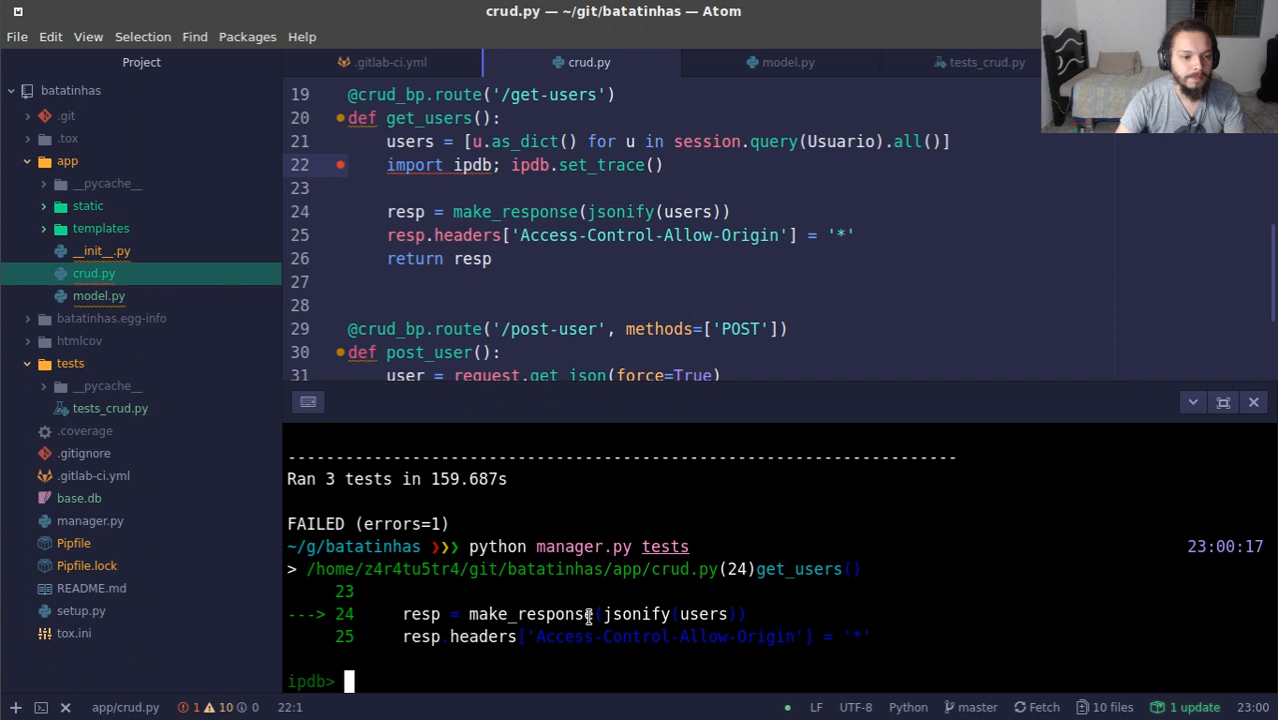 crud.py — ~/git/batatinhas — Atom
File Edit View Selection Find Packages Help
Project
.gitlab-ci.yml crud.py model.py tests_crud.py
batatinhas
.git
.tox
app
__pycache__
static
templates
__init__.py
crud.py
model.py
batatinhas.egg-info
htmlcov
tests
__pycache__
tests_crud.py
.coverage
.gitignore
.gitlab-ci.yml
base.db
manager.py
Pipfile
Pipfile.lock
README.md
setup.py
tox.ini
19 @crud_bp.route('/get-users')
20 def get_users():
21 users = [u.as_dict() for u in session.query(Usuario).all()]
22 import ipdb; ipdb.set_trace()
23
24 resp = make_response(jsonify(users))
25 resp.headers['Access-Control-Allow-Origin'] = '*'
26 return resp
27
28
29 @crud_bp.route('/post-user', methods=['POST'])
30 def post_user():
31 user = request.get_json(force=True)
----------------------------------------------------------------------
Ran 3 tests in 159.687s
FAILED (errors=1)
~/g/batatinhas ❯❯❯ python manager.py tests 23:00:17
> /home/z4r4tu5tr4/git/batatinhas/app/crud.py(24)get_users()
23
---> 24 resp = make_response(jsonify(users))
25 resp.headers['Access-Control-Allow-Origin'] = '*'
ipdb>
app/crud.py 1 10 0 22:1 LF UTF-8 Python master Fetch 10 files 1 update 23:00